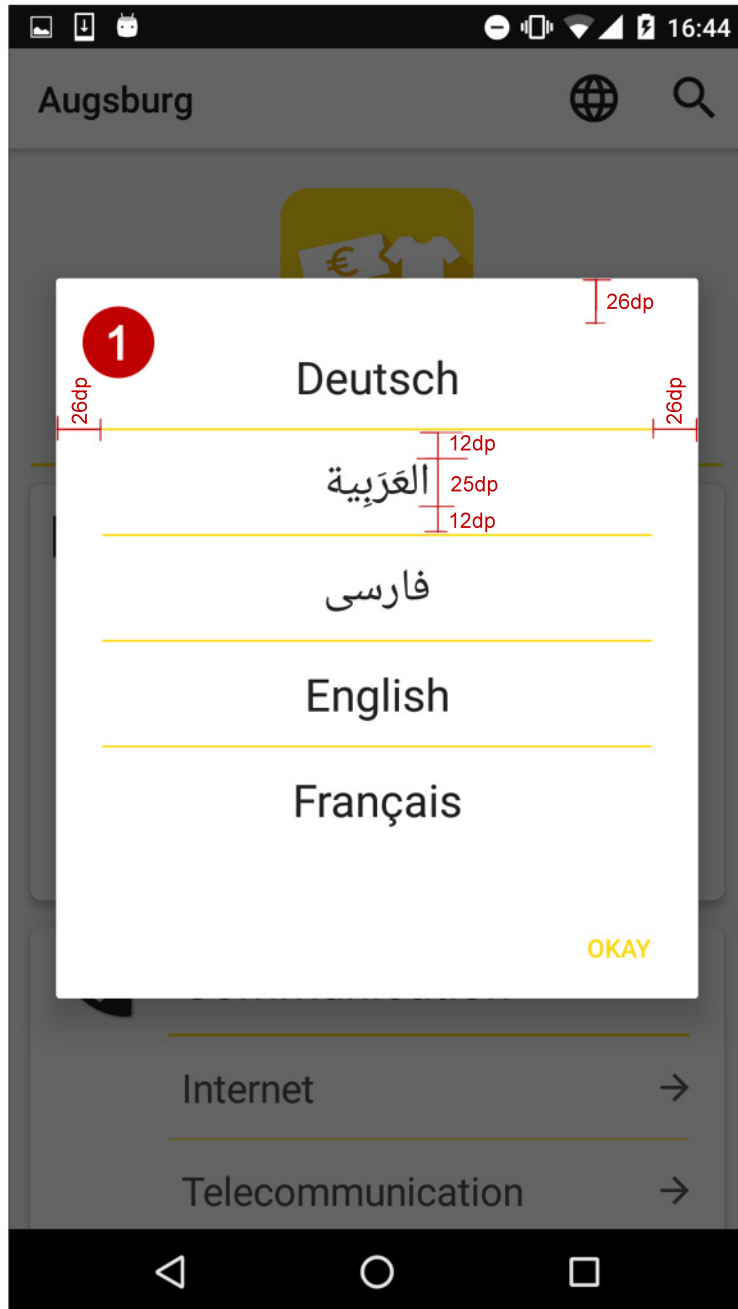 16:44
Augsburg
€
26dp
1
Deutsch
26dp
26dp
12dp
العَرَبِية
25dp
12dp
فارسی
English
Français
OKAY
Internet
Telecommunication